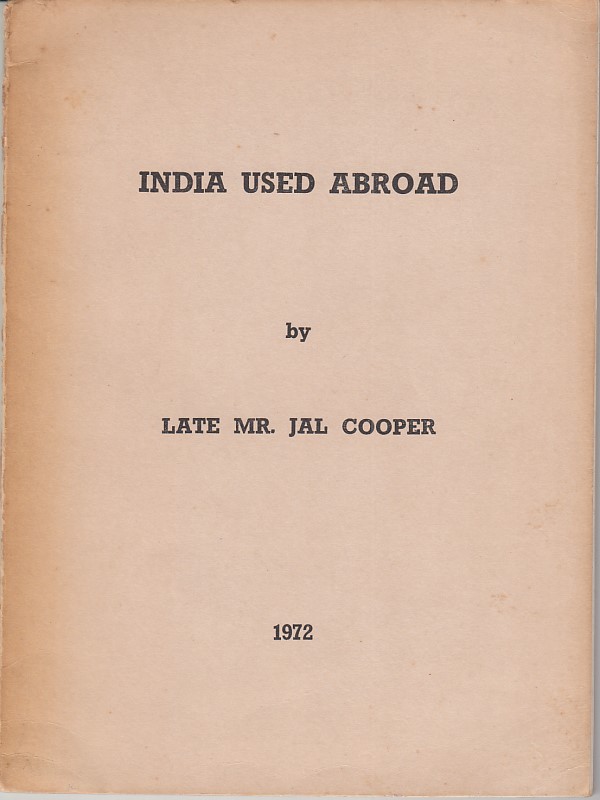 INDIA USED ABROAD
by
LATE MR. JAL COOPER
1972